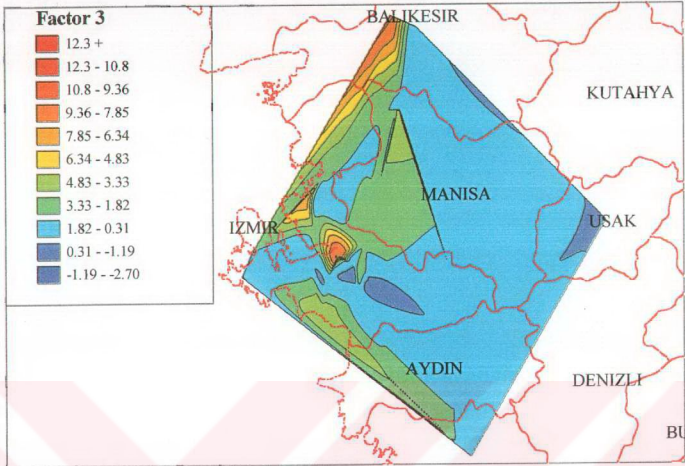 Factor 3
12.3 +
12.3 - 10.8
10.8 - 9.36
9.36 - 7.85
7.85 - 6.34
6.34 - 4.83
4.83 - 3.33
3.33 - 1.82
1.82 - 0.31
0.31 - -1.19
-1.19 - -2.70
BALIKESIR
KUTAHYA
MANISA
IZMIR
USAK
AYDIN
DENIZLI
BU